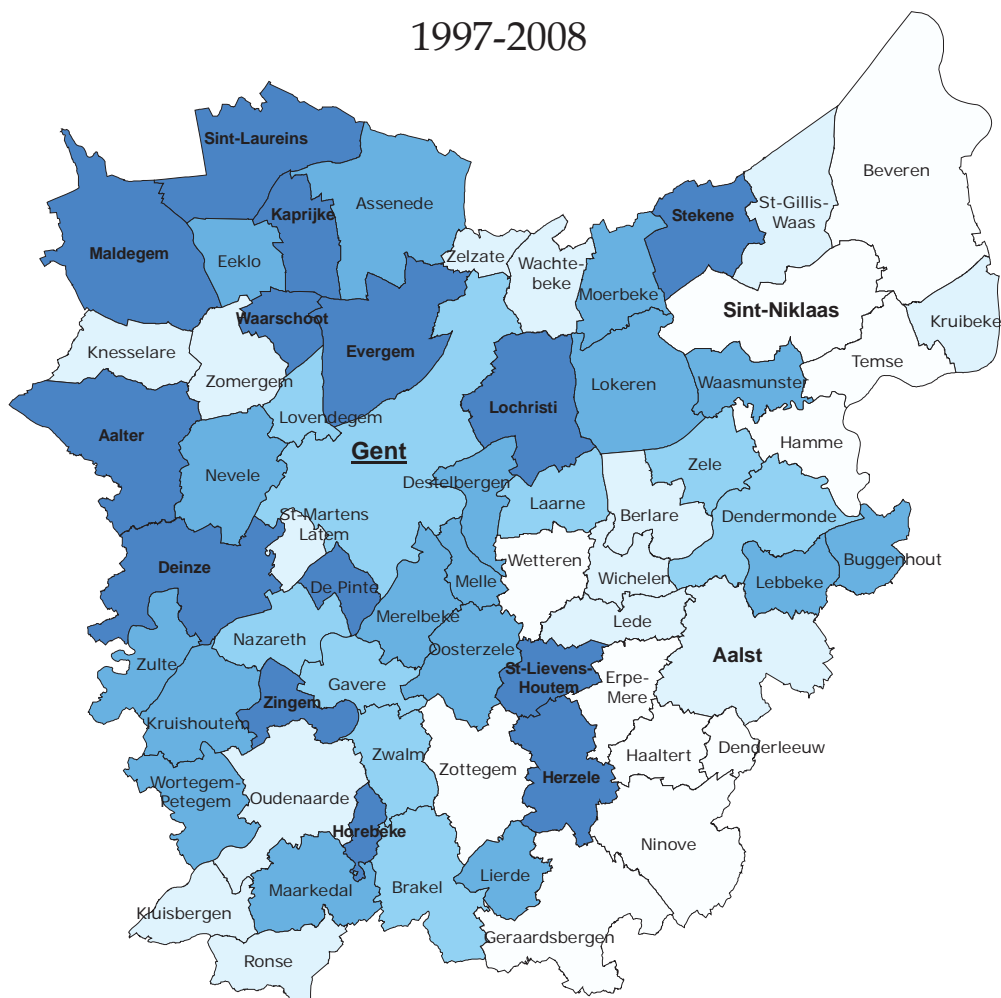 1997-2008
Sint-Laureins
Beveren
Assenede
St-Gillis-
Waas
Kaprijke
Stekene
Maldegem
Eeklo
Zelzate
Wachte-
beke
Moerbeke
Sint-Niklaas
Waarschoot
Kruibeke
Knesselare
Evergem
Temse
Zomergem
Lokeren
Waasmunster
Lochristi
Lovendegem
Aalter
Hamme
Gent
Zele
Nevele
Destelbergen
Laarne
St-Martens
Latem
Berlare
Dendermonde
Deinze
Wetteren
Buggenhout
De Pinte
Melle
Wichelen
Lebbeke
Merelbeke
Lede
Nazareth
Oosterzele
Aalst
Zulte
St-Lievens-
Houtem
Erpe-
Mere
Gavere
Zingem
Kruishoutem
Zwalm
Zottegem
Haaltert
Denderleeuw
Herzele
Wortegem-
Petegem
Oudenaarde
Horebeke
Ninove
Lierde
Maarkedal
Brakel
Kluisbergen
Geraardsbergen
Ronse